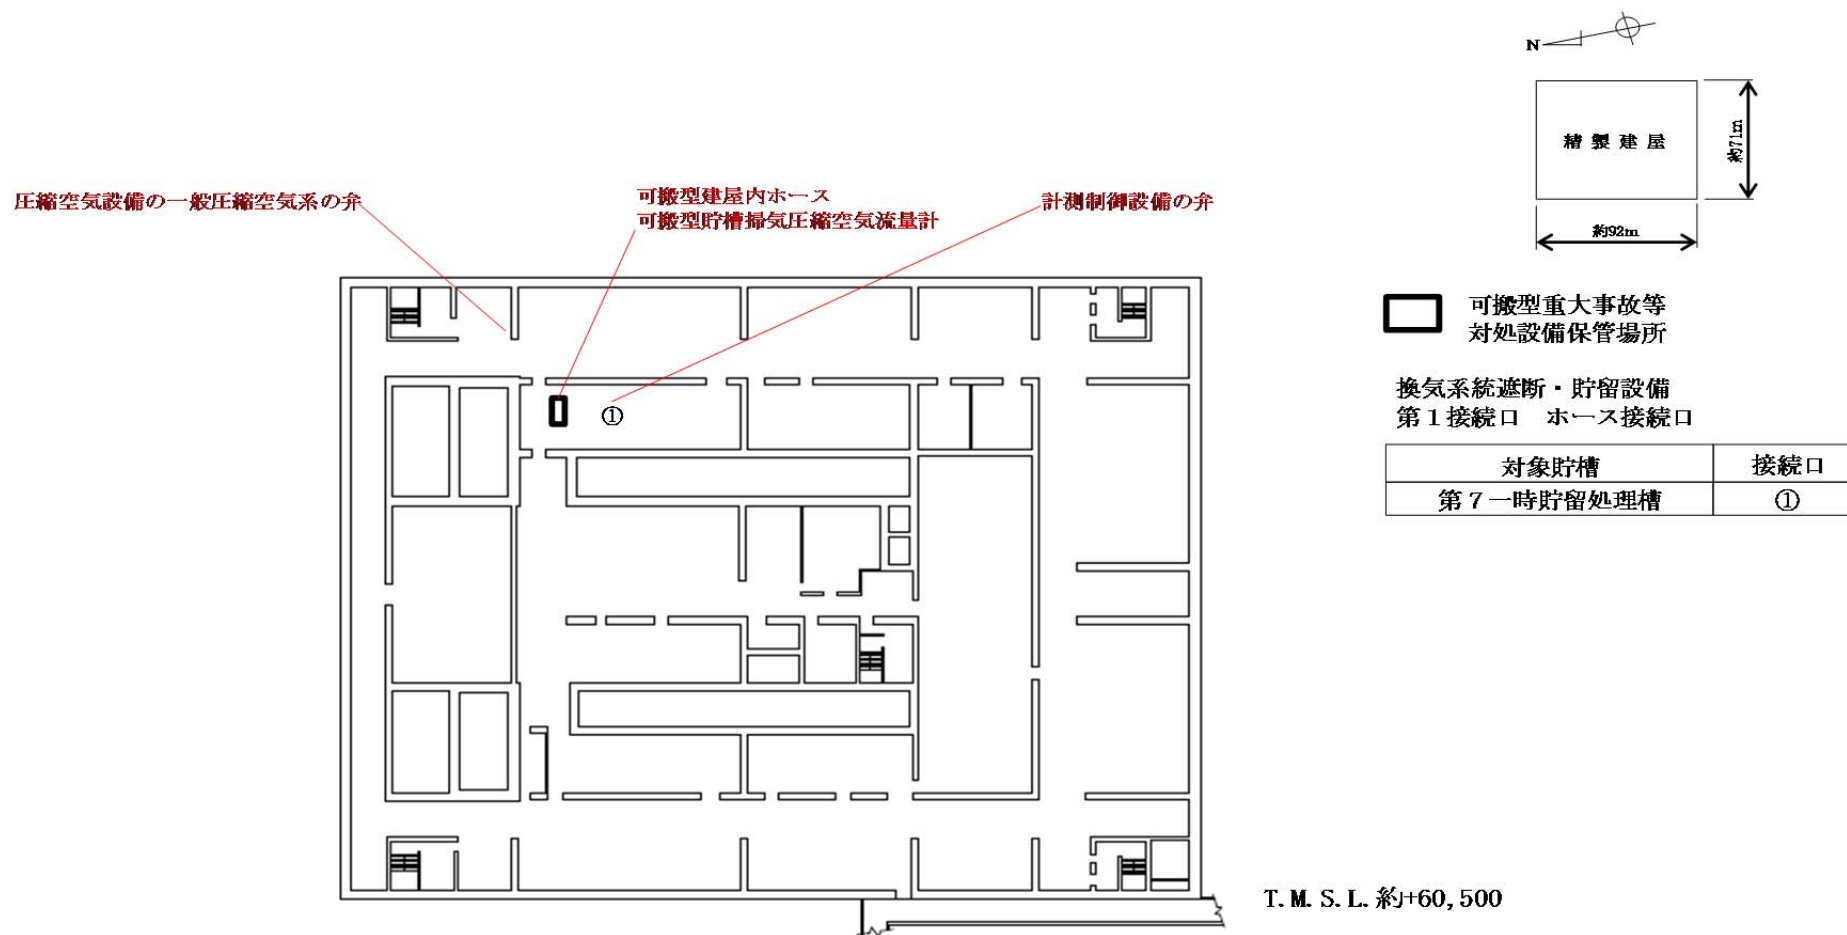 N
精製建屋
約71m
約92m
圧縮空気設備の一般圧縮空気系の弁
可搬型建屋内ホース
可搬型貯槽掃気圧縮空気流量計
計測制御設備の弁
①
可搬型重大事故等
対処設備保管場所
換気系統遮断・貯留設備
第1接続口　ホース接続口
対象貯槽　接続口
第7一時貯留処理槽　①
T.M.S.L.約+60,500